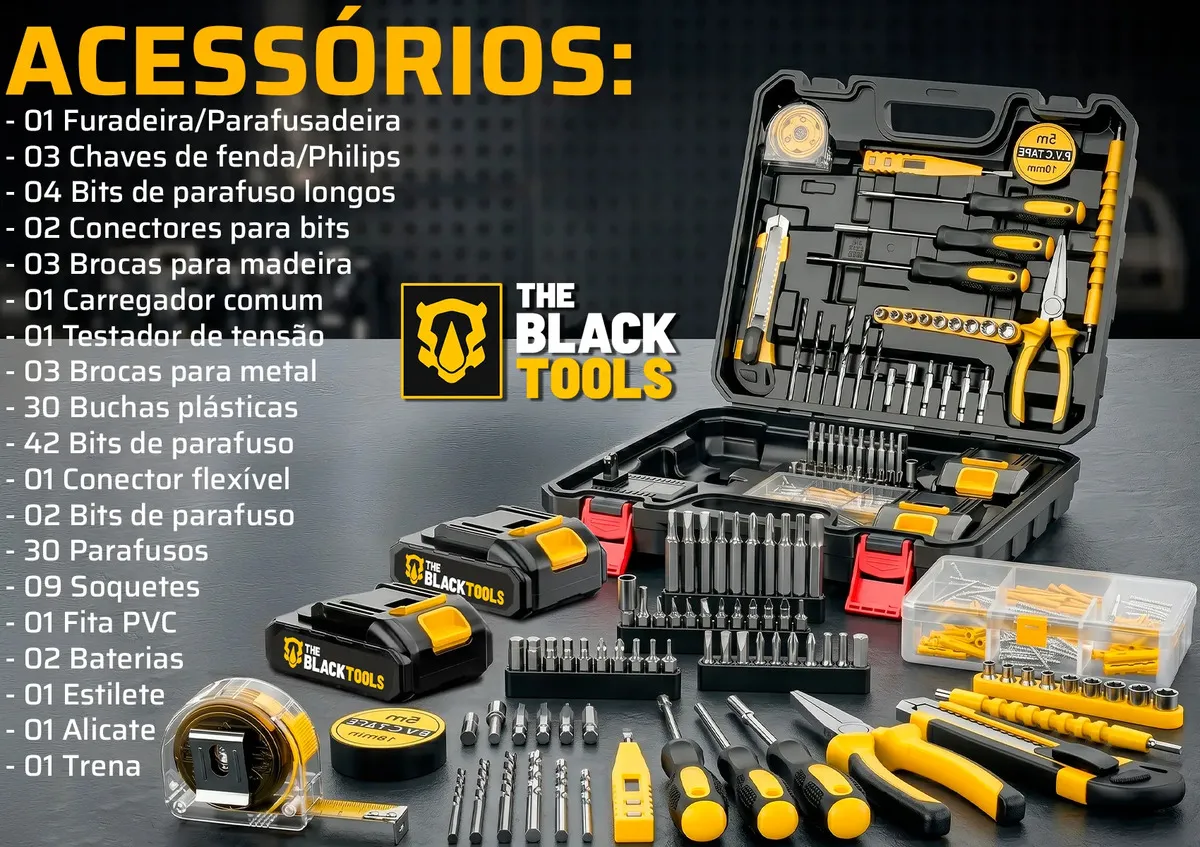 ACESSÓRIOS:
- 01 Furadeira/Parafusadeira
- 03 Chaves de fenda/Philips
- 04 Bits de parafuso longos
- 02 Conectores para bits
- 03 Brocas para madeira
- 01 Carregador comum
- 01 Testador de tensão
- 03 Brocas para metal
- 30 Buchas plásticas
- 42 Bits de parafuso
- 01 Conector flexível
- 02 Bits de parafuso
- 30 Parafusos
- 09 Soquetes
- 01 Fita PVC
- 02 Baterias
- 01 Estilete
- 01 Alicate
- 01 Trena
THE
BLACK
TOOLS
5m
P.V.C TAPE
10mm
THE
BLACKTOOLS
THE
BLACKTOOLS
5m
P.V.C TAPE
18mm